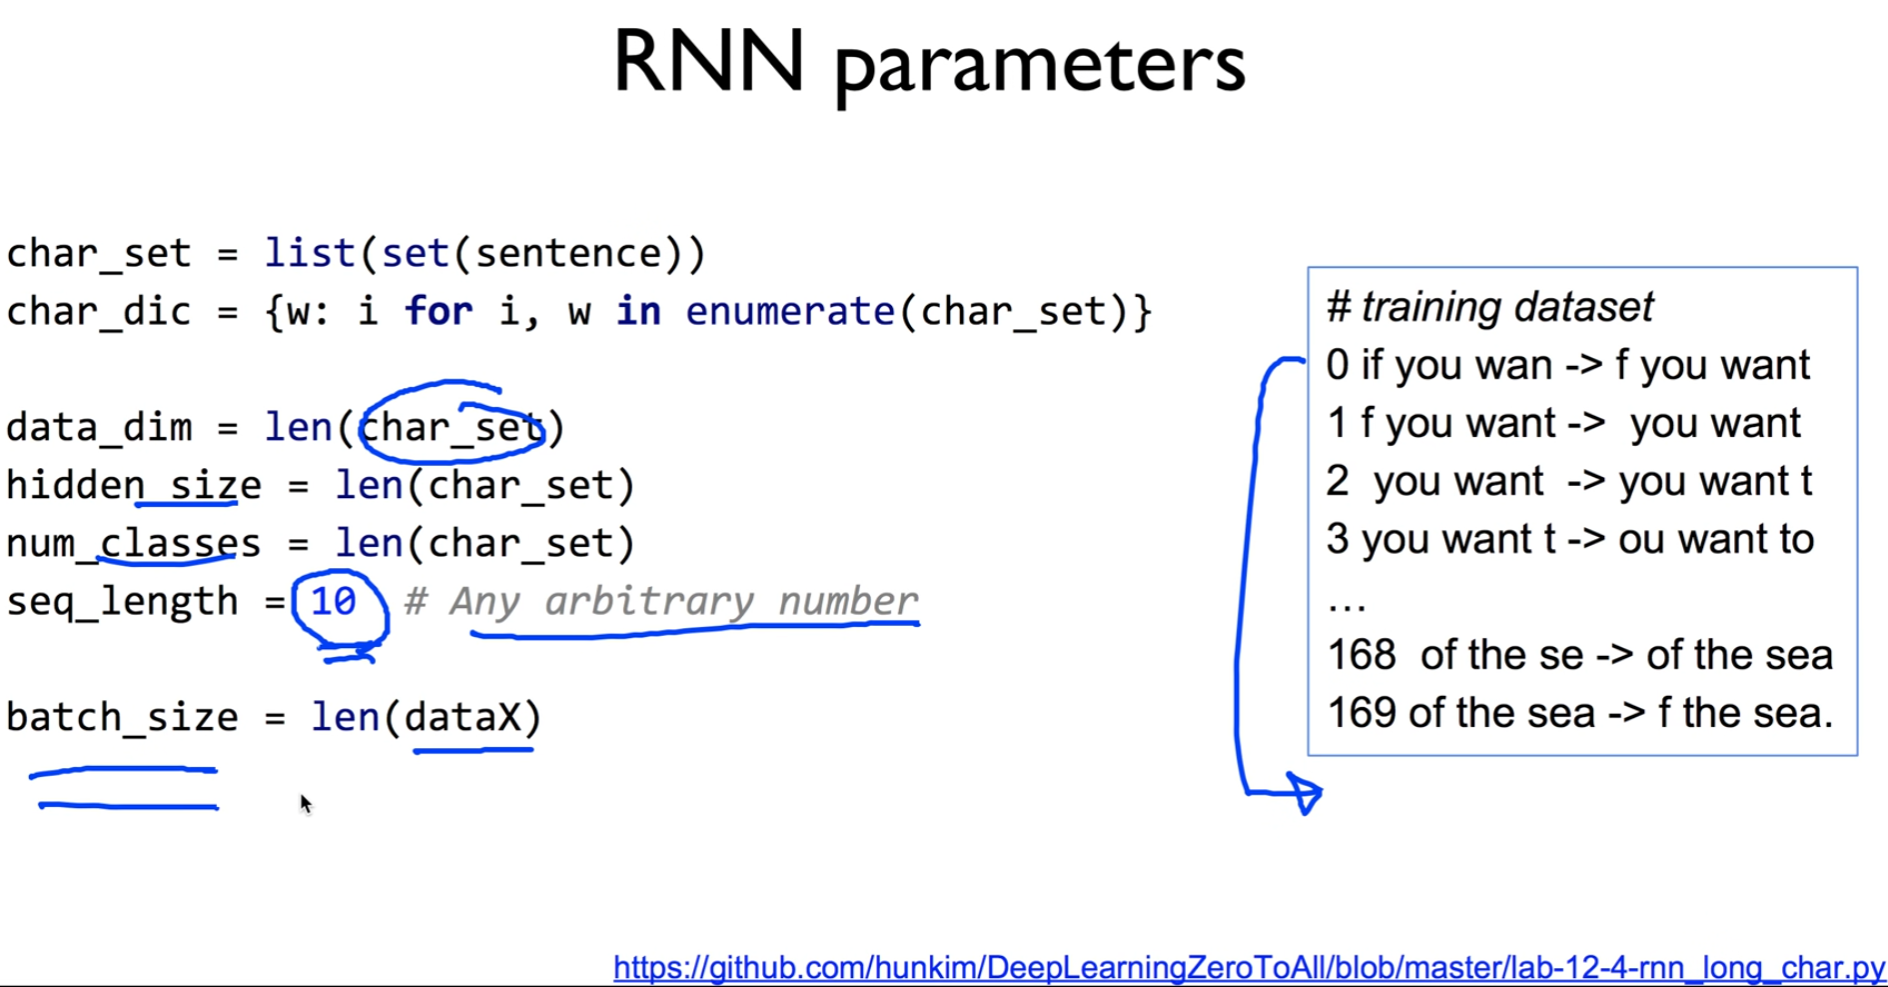 RNN parameters
char_set = list(set(sentence))
char_dic = {w: i for i, w in enumerate(char_set)}
data_dim = len(char_set)
hidden_size = len(char_set)
num_classes = len(char_set)
seq_length = 10 # Any arbitrary number
batch_size = len(dataX)
# training dataset
0 if you wan -> f you want
1 f you want ->  you want
2  you want  -> you want t
3 you want t -> ou want to
…
168  of the se -> of the sea
169 of the sea -> f the sea.
https://github.com/hunkim/DeepLearningZeroToAll/blob/master/lab-12-4-rnn_long_char.py